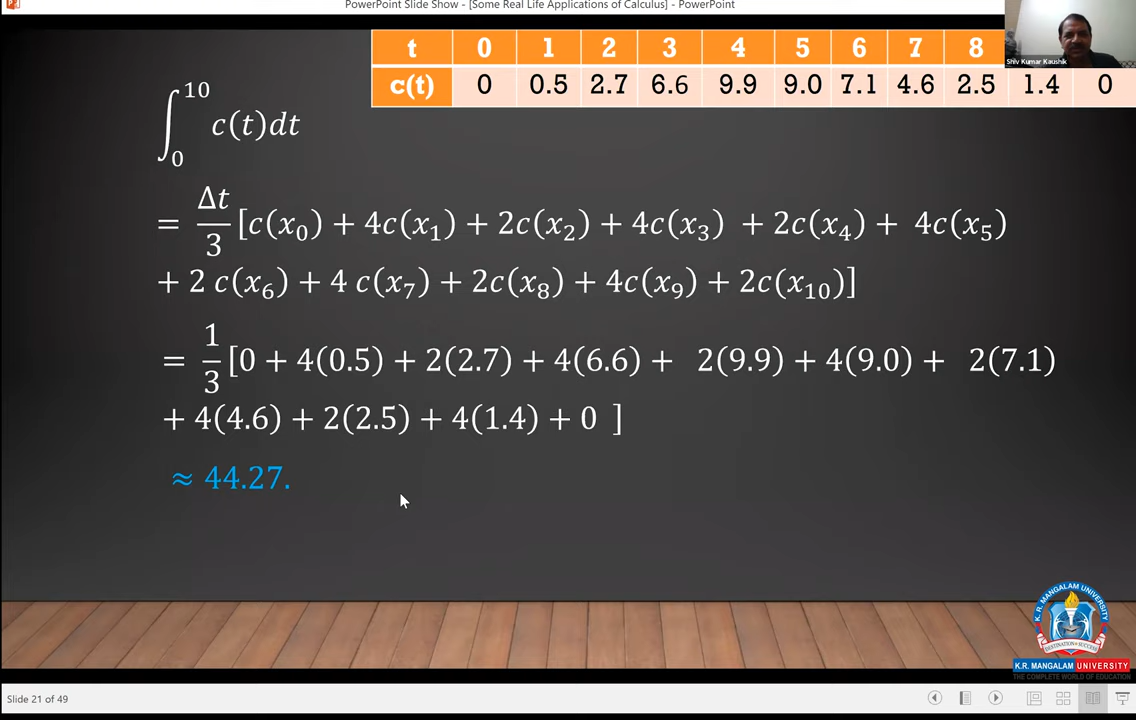 PowerPoint Slide Show - [Some Real Life Applications of Calculus] - PowerPoint
t 0 1 2 3 4 5 6 7 8
c(t) 0 0.5 2.7 6.6 9.9 9.0 7.1 4.6 2.5 1.4 0
Shiv Kumar Kaushik
∫₀¹⁰ c(t)dt
= Δt/3 [c(x₀) + 4c(x₁) + 2c(x₂) + 4c(x₃) + 2c(x₄) + 4c(x₅)
+ 2 c(x₆) + 4 c(x₇) + 2c(x₈) + 4c(x₉) + 2c(x₁₀)]
= 1/3 [0 + 4(0.5) + 2(2.7) + 4(6.6) + 2(9.9) + 4(9.0) + 2(7.1)
+ 4(4.6) + 2(2.5) + 4(1.4) + 0 ]
≈ 44.27.
K. R. MANGALAM UNIVERSITY
DESTINATION SUCCESS
K.R. MANGALAM UNIVERSITY
THE COMPLETE WORLD OF EDUCATION
Slide 21 of 49